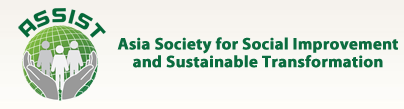 ASSIST
Asia Society for Social Improvement
and Sustainable Transformation